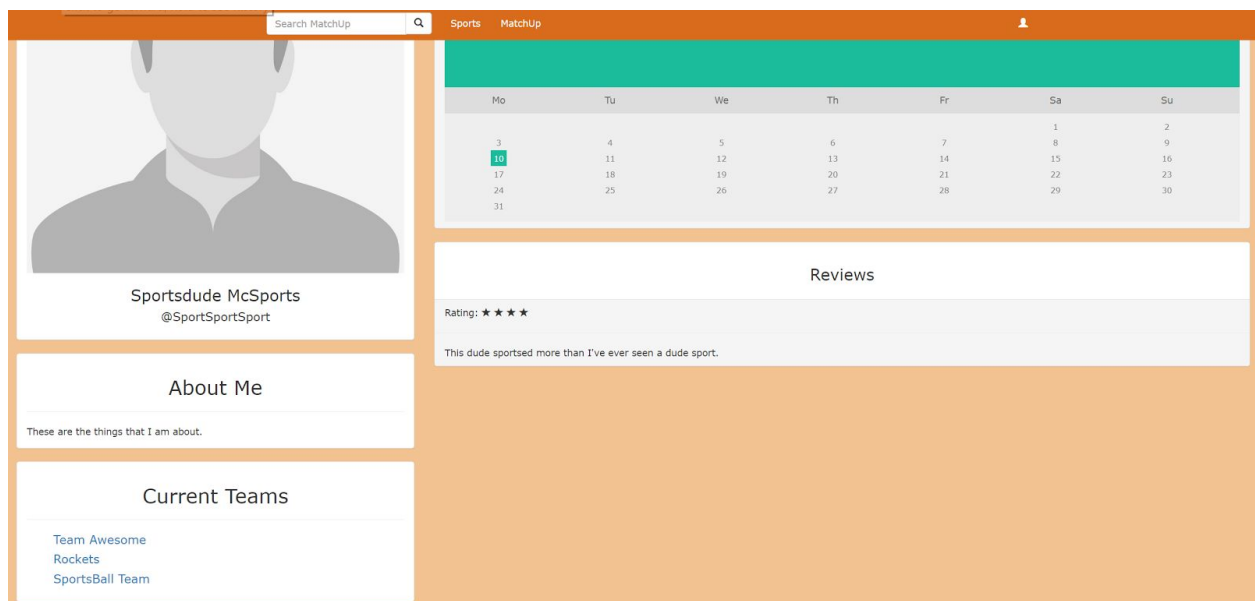 Search MatchUp
Sports MatchUp
Sportsdude McSports
@SportSportSport
About Me
These are the things that I am about.
Current Teams
Team Awesome
Rockets
SportsBall Team
Mo Tu We Th Fr Sa Su
1 2
3 4 5 6 7 8 9
10 11 12 13 14 15 16
17 18 19 20 21 22 23
24 25 26 27 28 29 30
31
Reviews
Rating: ★ ★ ★ ★
This dude sportsed more than I've ever seen a dude sport.